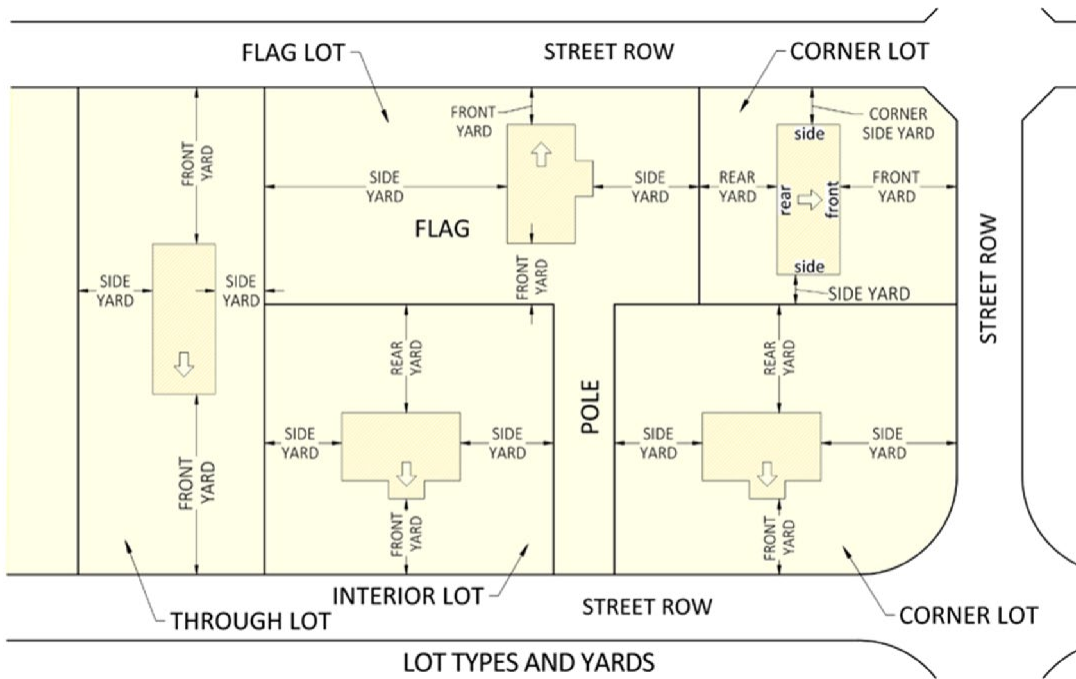 FLAG LOT
STREET ROW
CORNER LOT
FRONT
YARD
FRONT
YARD
CORNER
SIDE YARD
side
SIDE
YARD
SIDE
YARD
REAR
YARD
rear
front
FRONT
YARD
FLAG
STREET ROW
side
SIDE
YARD
SIDE
YARD
FRONT
YARD
SIDE YARD
REAR
YARD
REAR
YARD
POLE
SIDE
YARD
SIDE
YARD
SIDE
YARD
SIDE
YARD
FRONT
YARD
FRONT
YARD
FRONT
YARD
INTERIOR LOT
STREET ROW
THROUGH LOT
CORNER LOT
LOT TYPES AND YARDS